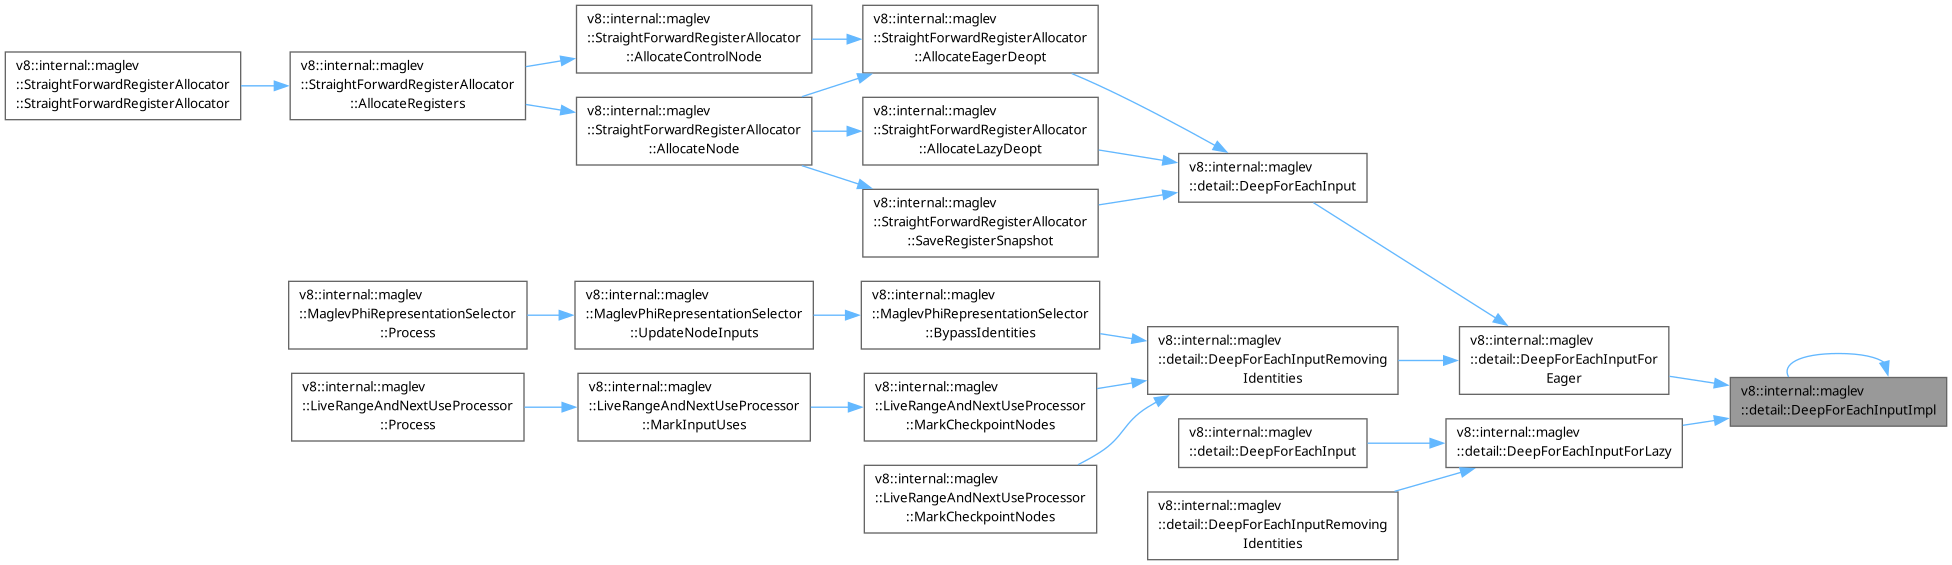 v8::internal::maglev
::StraightForwardRegisterAllocator
::StraightForwardRegisterAllocator
v8::internal::maglev
::StraightForwardRegisterAllocator
::AllocateRegisters
v8::internal::maglev
::StraightForwardRegisterAllocator
::AllocateControlNode
v8::internal::maglev
::StraightForwardRegisterAllocator
::AllocateNode
v8::internal::maglev
::StraightForwardRegisterAllocator
::AllocateEagerDeopt
v8::internal::maglev
::StraightForwardRegisterAllocator
::AllocateLazyDeopt
v8::internal::maglev
::StraightForwardRegisterAllocator
::SaveRegisterSnapshot
v8::internal::maglev
::detail::DeepForEachInput
v8::internal::maglev
::MaglevPhiRepresentationSelector
::Process
v8::internal::maglev
::MaglevPhiRepresentationSelector
::UpdateNodeInputs
v8::internal::maglev
::MaglevPhiRepresentationSelector
::BypassIdentities
v8::internal::maglev
::LiveRangeAndNextUseProcessor
::Process
v8::internal::maglev
::LiveRangeAndNextUseProcessor
::MarkInputUses
v8::internal::maglev
::LiveRangeAndNextUseProcessor
::MarkCheckpointNodes
v8::internal::maglev
::LiveRangeAndNextUseProcessor
::MarkCheckpointNodes
v8::internal::maglev
::detail::DeepForEachInputRemoving
Identities
v8::internal::maglev
::detail::DeepForEachInput
v8::internal::maglev
::detail::DeepForEachInputRemoving
Identities
v8::internal::maglev
::detail::DeepForEachInputFor
Eager
v8::internal::maglev
::detail::DeepForEachInputForLazy
v8::internal::maglev
::detail::DeepForEachInputImpl